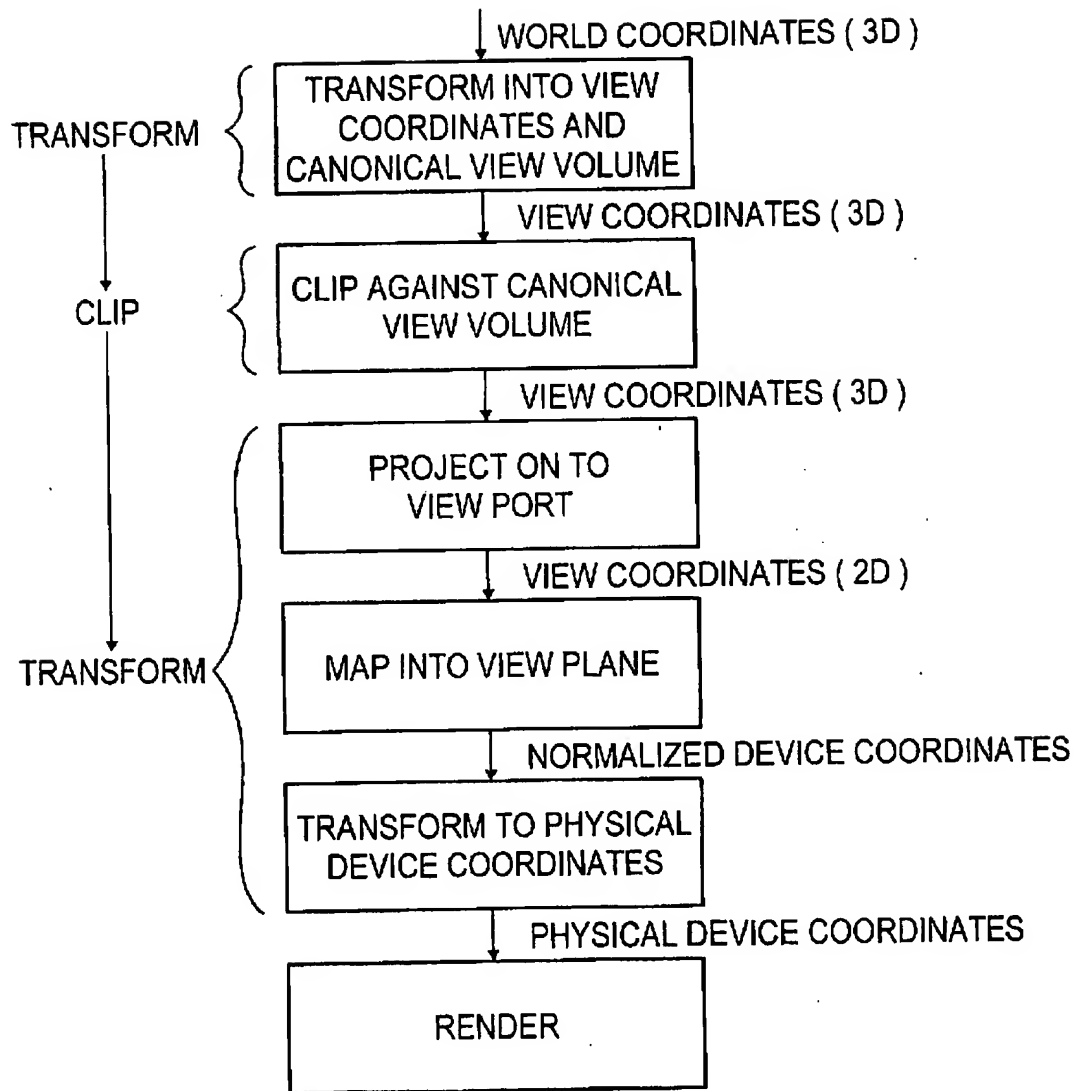 WORLD COORDINATES ( 3D )
TRANSFORM
TRANSFORM INTO VIEW
COORDINATES AND
CANONICAL VIEW VOLUME
VIEW COORDINATES ( 3D )
CLIP
CLIP AGAINST CANONICAL
VIEW VOLUME
VIEW COORDINATES ( 3D )
PROJECT ON TO
VIEW PORT
VIEW COORDINATES ( 2D )
TRANSFORM
MAP INTO VIEW PLANE
NORMALIZED DEVICE COORDINATES
TRANSFORM TO PHYSICAL
DEVICE COORDINATES
PHYSICAL DEVICE COORDINATES
RENDER